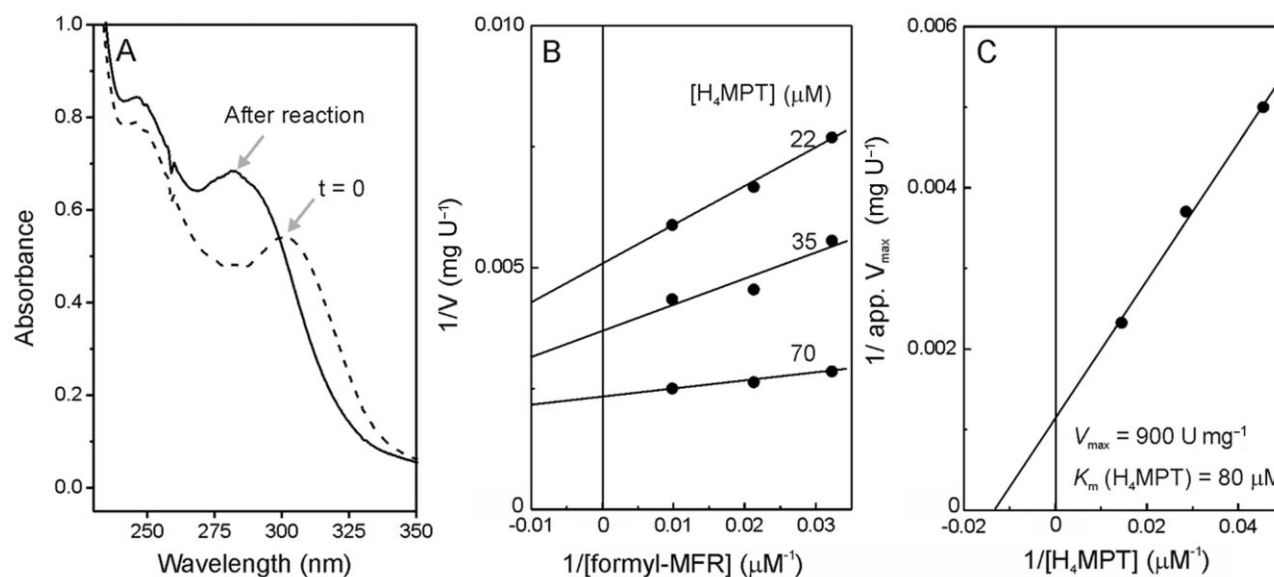 A
After reaction
t = 0
1.0
0.8
0.6
0.4
0.2
0.0
Absorbance
250
275
300
325
350
Wavelength (nm)
B
[H₄MPT] (µM)
22
35
70
0.010
0.005
0
1/V (mg U⁻¹)
-0.01
0
0.01
0.02
0.03
1/[formyl-MFR] (µM⁻¹)
C
0.006
0.004
0.002
0
1/ app. Vmax (mg U⁻¹)
Vmax = 900 U mg⁻¹
Km (H₄MPT) = 80 µM
-0.02
0
0.02
0.04
1/[H₄MPT] (µM⁻¹)